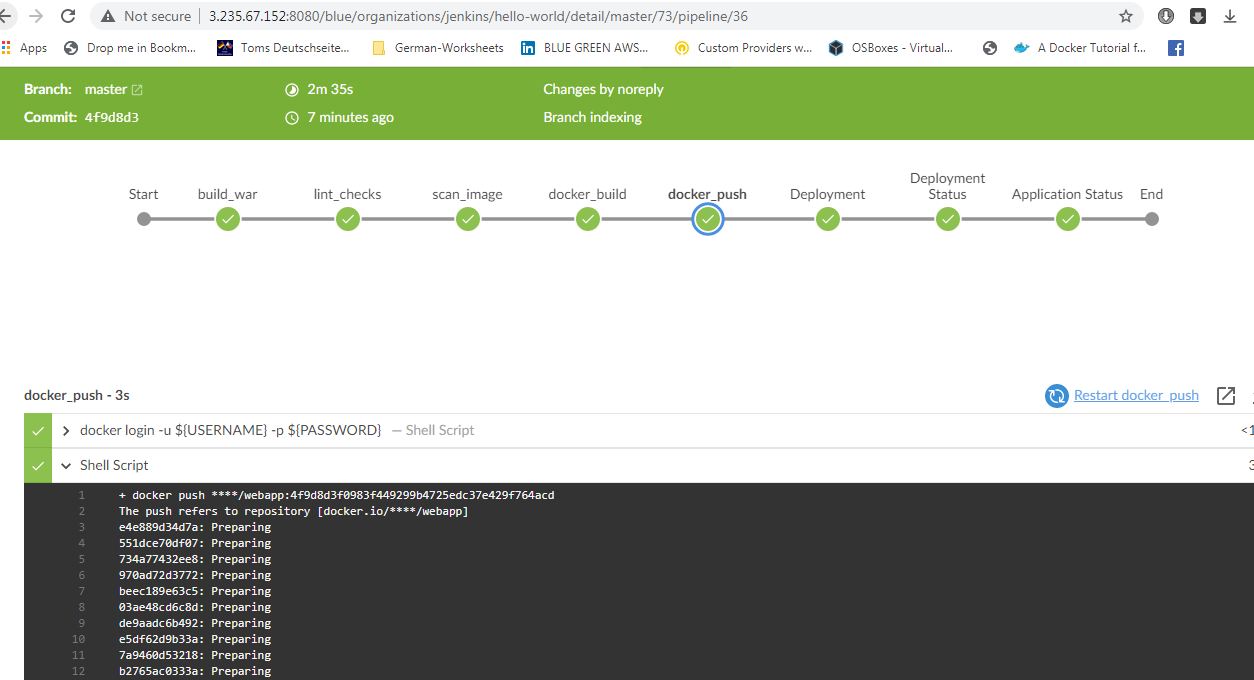 Not secure | 3.235.67.152:8080/blue/organizations/jenkins/hello-world/detail/master/73/pipeline/36
Apps Drop me in Bookm... Toms Deutschseite... German-Worksheets BLUE GREEN AWS... Custom Providers w... OSBoxes - Virtual... A Docker Tutorial f...
Branch: master 2m 35s Changes by noreply
Commit: 4f9d8d3 7 minutes ago Branch indexing
Start build_war lint_checks scan_image docker_build docker_push Deployment Deployment Status Application Status End
docker_push - 3s Restart docker_push
docker login -u ${USERNAME} -p ${PASSWORD} — Shell Script <1
Shell Script 3
1 + docker push ****/webapp:4f9d8d3f0983f449299b4725edc37e429f764acd
2 The push refers to repository [docker.io/****/webapp]
3 e4e889d34d7a: Preparing
4 551dce70df07: Preparing
5 734a77432ee8: Preparing
6 970ad72d3772: Preparing
7 beec189e63c5: Preparing
8 03ae48cd6c8d: Preparing
9 de9aadc6b492: Preparing
10 e5df62d9b33a: Preparing
11 7a9460d53218: Preparing
12 b2765ac0333a: Preparing